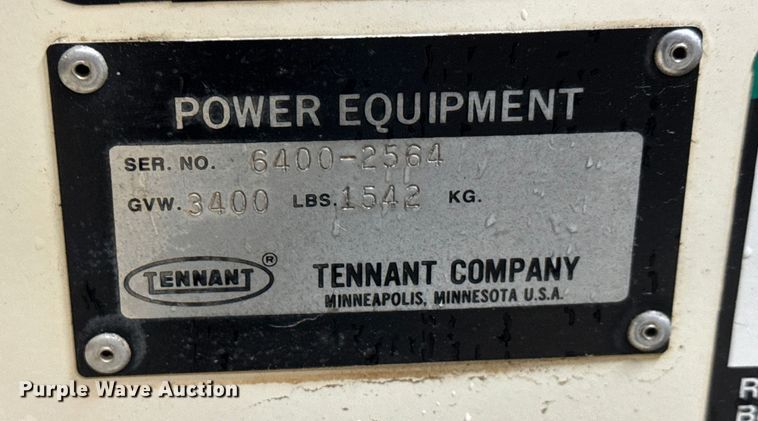 POWER EQUIPMENT
SER. NO. 6400-2564
GVW. 3400 LBS. 1542 KG.
TENNANT ®
TENNANT COMPANY
MINNEAPOLIS, MINNESOTA U.S.A.
Purple Wave Auction